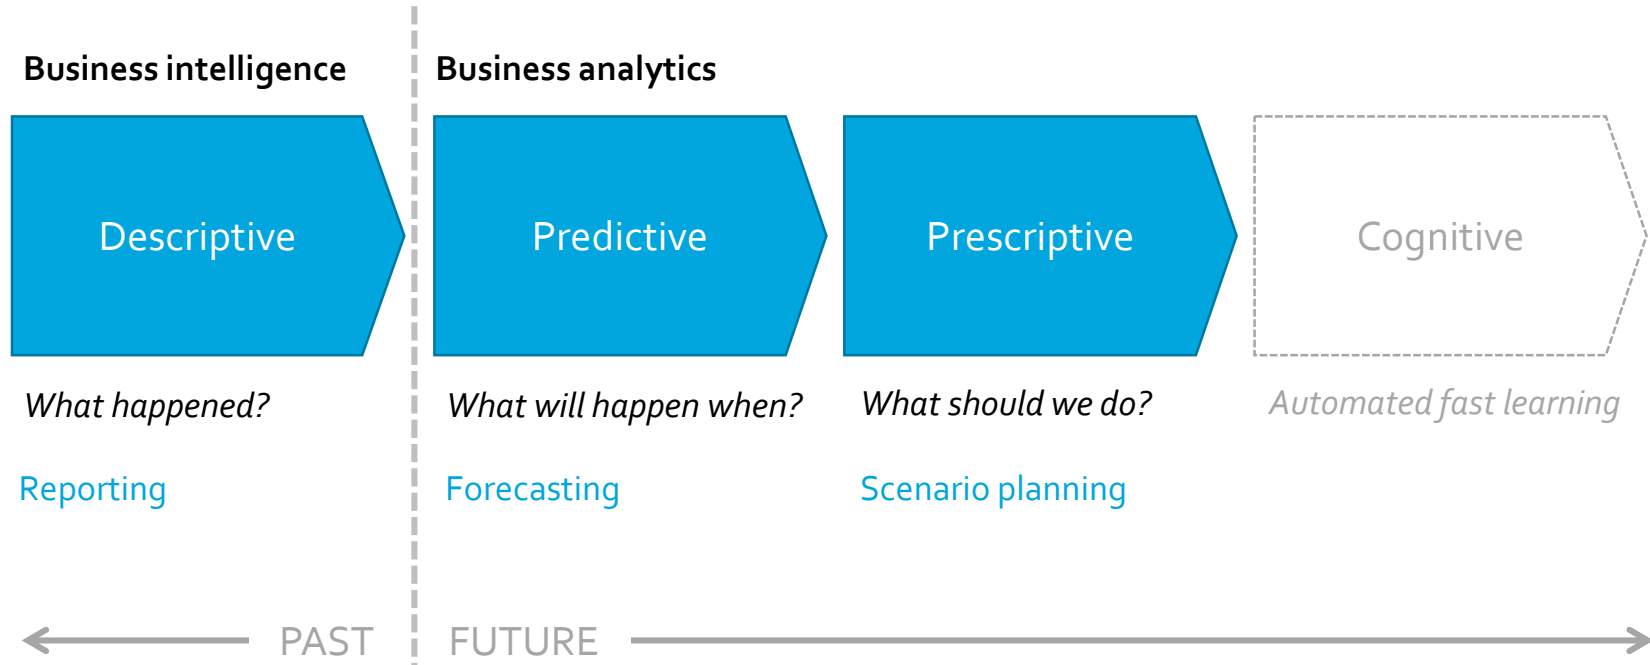 Business intelligence
Business analytics
Descriptive
Predictive
Prescriptive
Cognitive
What happened?
What will happen when?
What should we do?
Automated fast learning
Reporting
Forecasting
Scenario planning
PAST
FUTURE